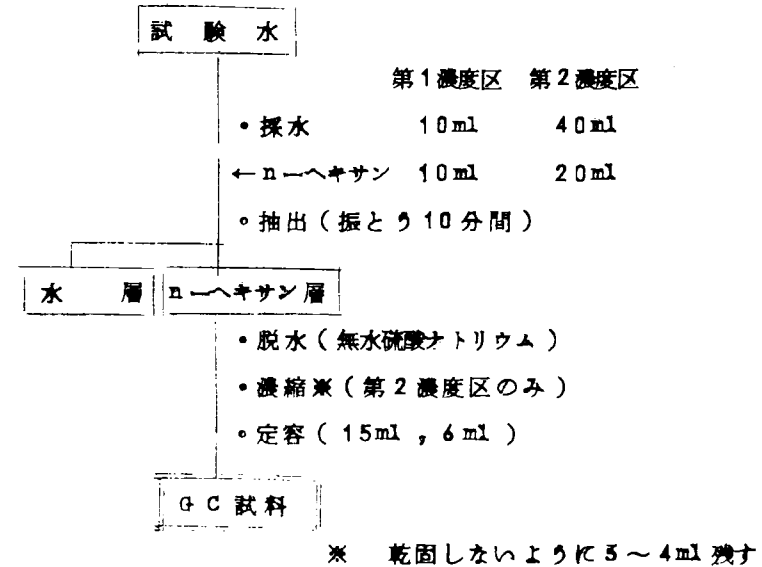 試験水
第1濃度区 第2濃度区
・採水 10ml 40ml
←n-ヘキサン 10ml 20ml
・抽出(振とう10分間)
水層 n-ヘキサン層
・脱水(無水硫酸ナトリウム)
・濃縮※(第2濃度区のみ)
・定容(15ml,6ml)
GC試料
※ 乾固しないように3~4ml残す